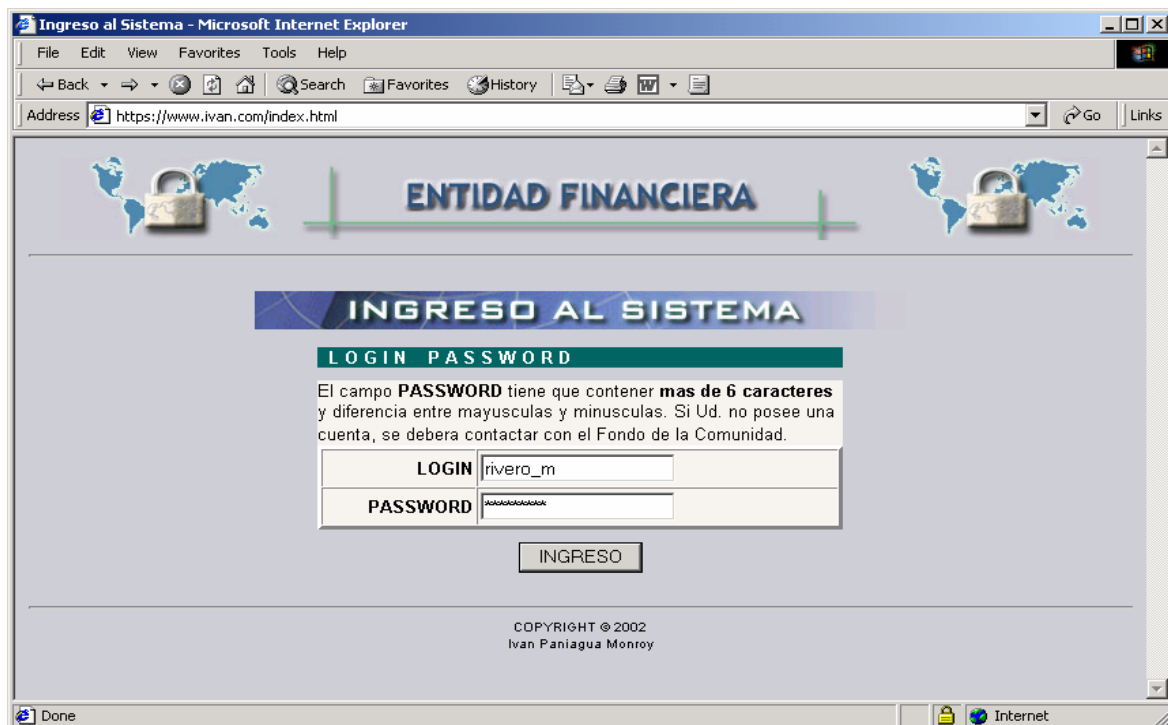 Ingreso al Sistema - Microsoft Internet Explorer
File Edit View Favorites Tools Help
Back Search Favorites History
Address https://www.ivan.com/index.html Go Links
ENTIDAD FINANCIERA
INGRESO AL SISTEMA
LOGIN PASSWORD
El campo PASSWORD tiene que contener mas de 6 caracteres
y diferencia entre mayusculas y minusculas. Si Ud. no posee una
cuenta, se debera contactar con el Fondo de la Comunidad.
LOGIN rivero_m
PASSWORD **********
INGRESO
COPYRIGHT © 2002
Ivan Paniagua Monroy
Done Internet